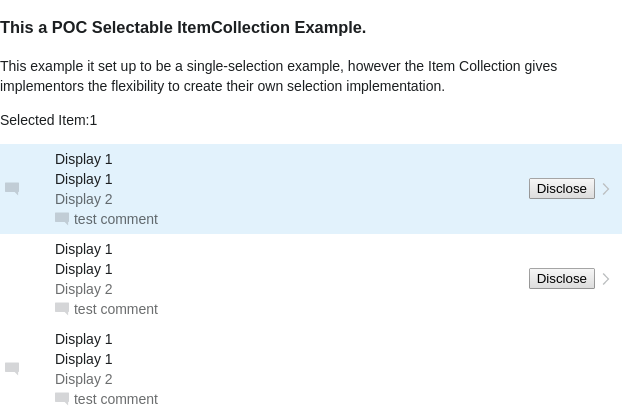 This a POC Selectable ItemCollection Example.
This example it set up to be a single-selection example, however the Item Collection gives
implementors the flexibility to create their own selection implementation.
Selected Item:1
Display 1
Display 1
Disclose
Display 2
test comment
Display 1
Display 1
Disclose
Display 2
test comment
Display 1
Display 1
Display 2
test comment